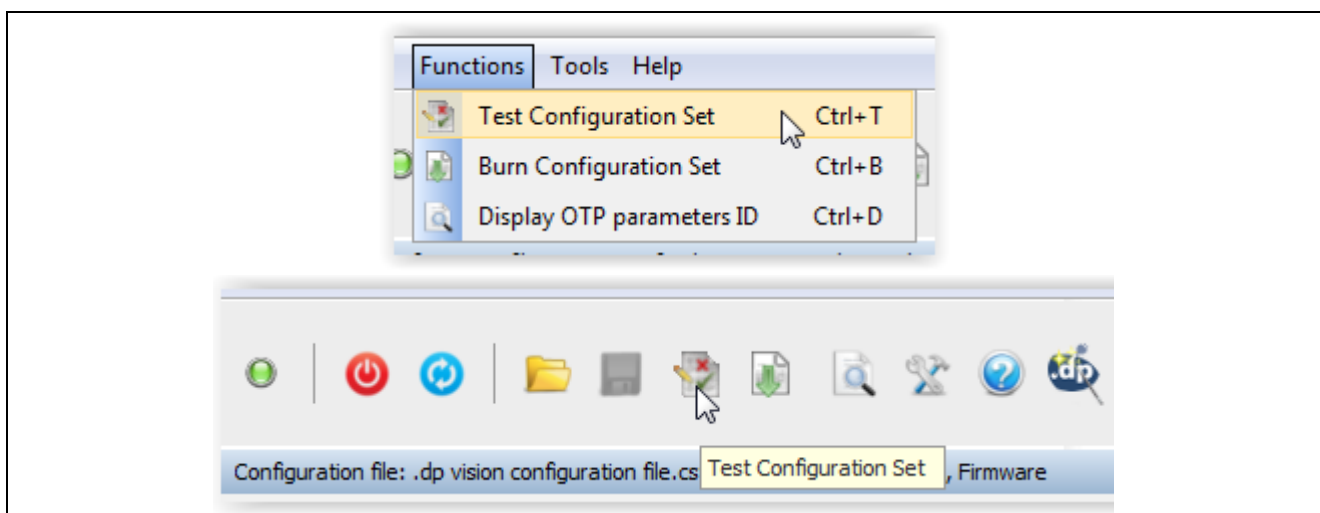 Functions Tools Help
Test Configuration Set Ctrl+T
Burn Configuration Set Ctrl+B
Display OTP parameters ID Ctrl+D
.dp
Configuration file: .dp vision configuration file.cs Test Configuration Set , Firmware